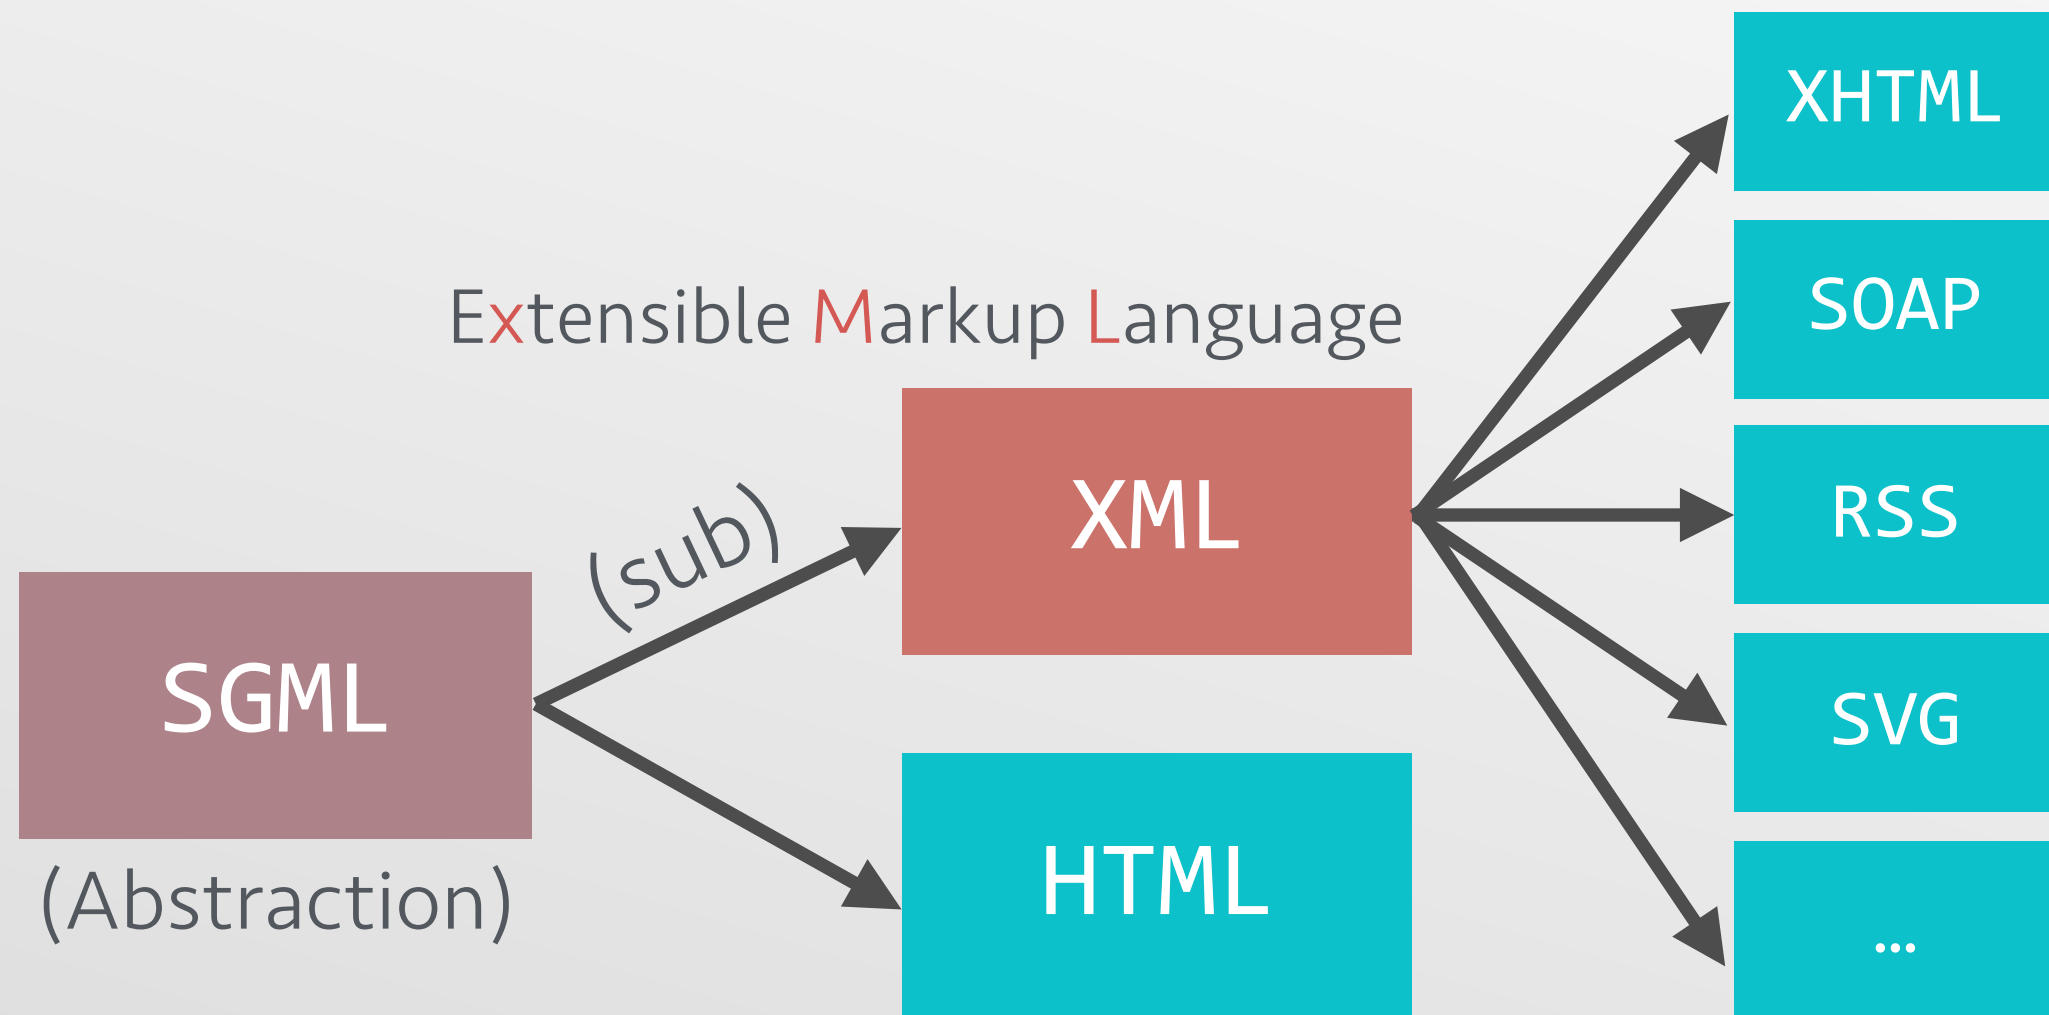 XHTML
SOAP
Extensible Markup Language
XML
RSS
(sub)
SGML
SVG
(Abstraction)
HTML
…